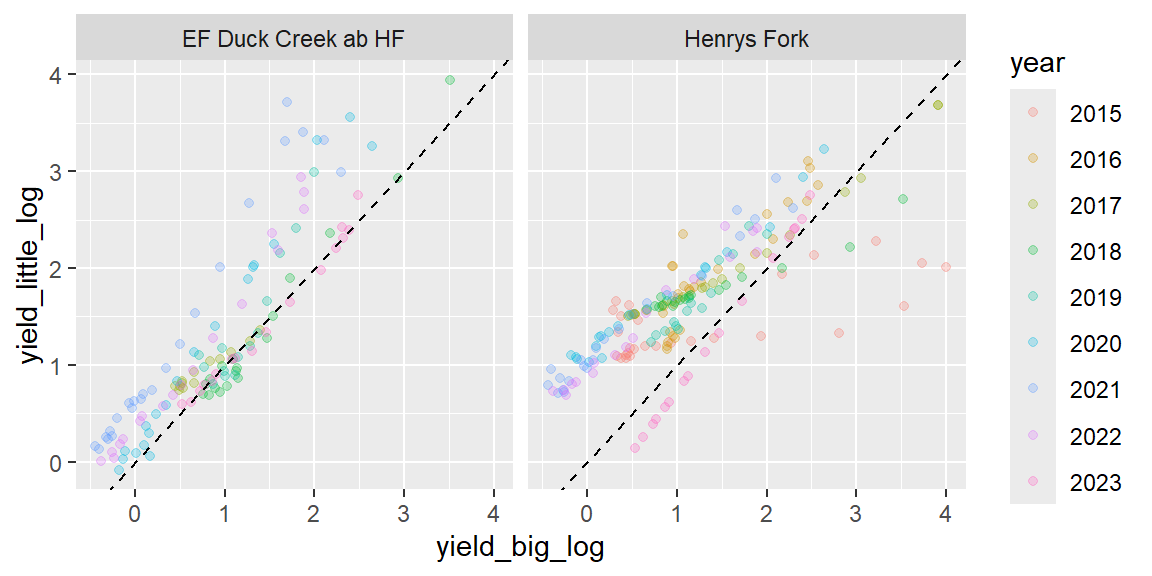 EF Duck Creek ab HF
Henrys Fork
yield_little_log
4
3
2
1
0
0 1 2 3 4
0 1 2 3 4
yield_big_log
year
2015
2016
2017
2018
2019
2020
2021
2022
2023